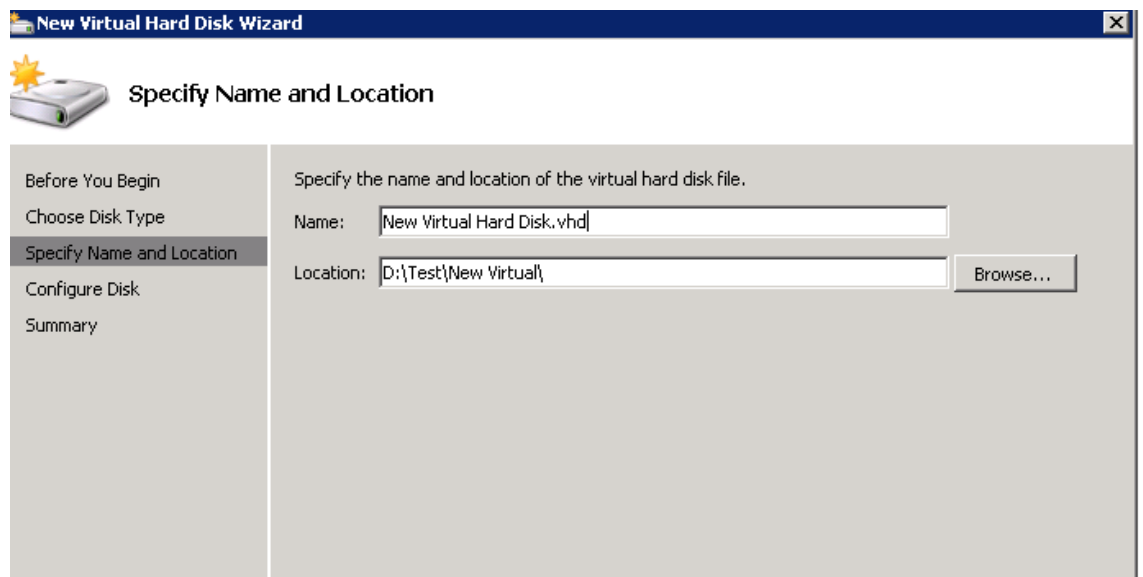 New Virtual Hard Disk Wizard
Specify Name and Location
Before You Begin
Choose Disk Type
Specify Name and Location
Configure Disk
Summary
Specify the name and location of the virtual hard disk file.
Name: New Virtual Hard Disk.vhd
Location: D:\Test\New Virtual\ Browse...